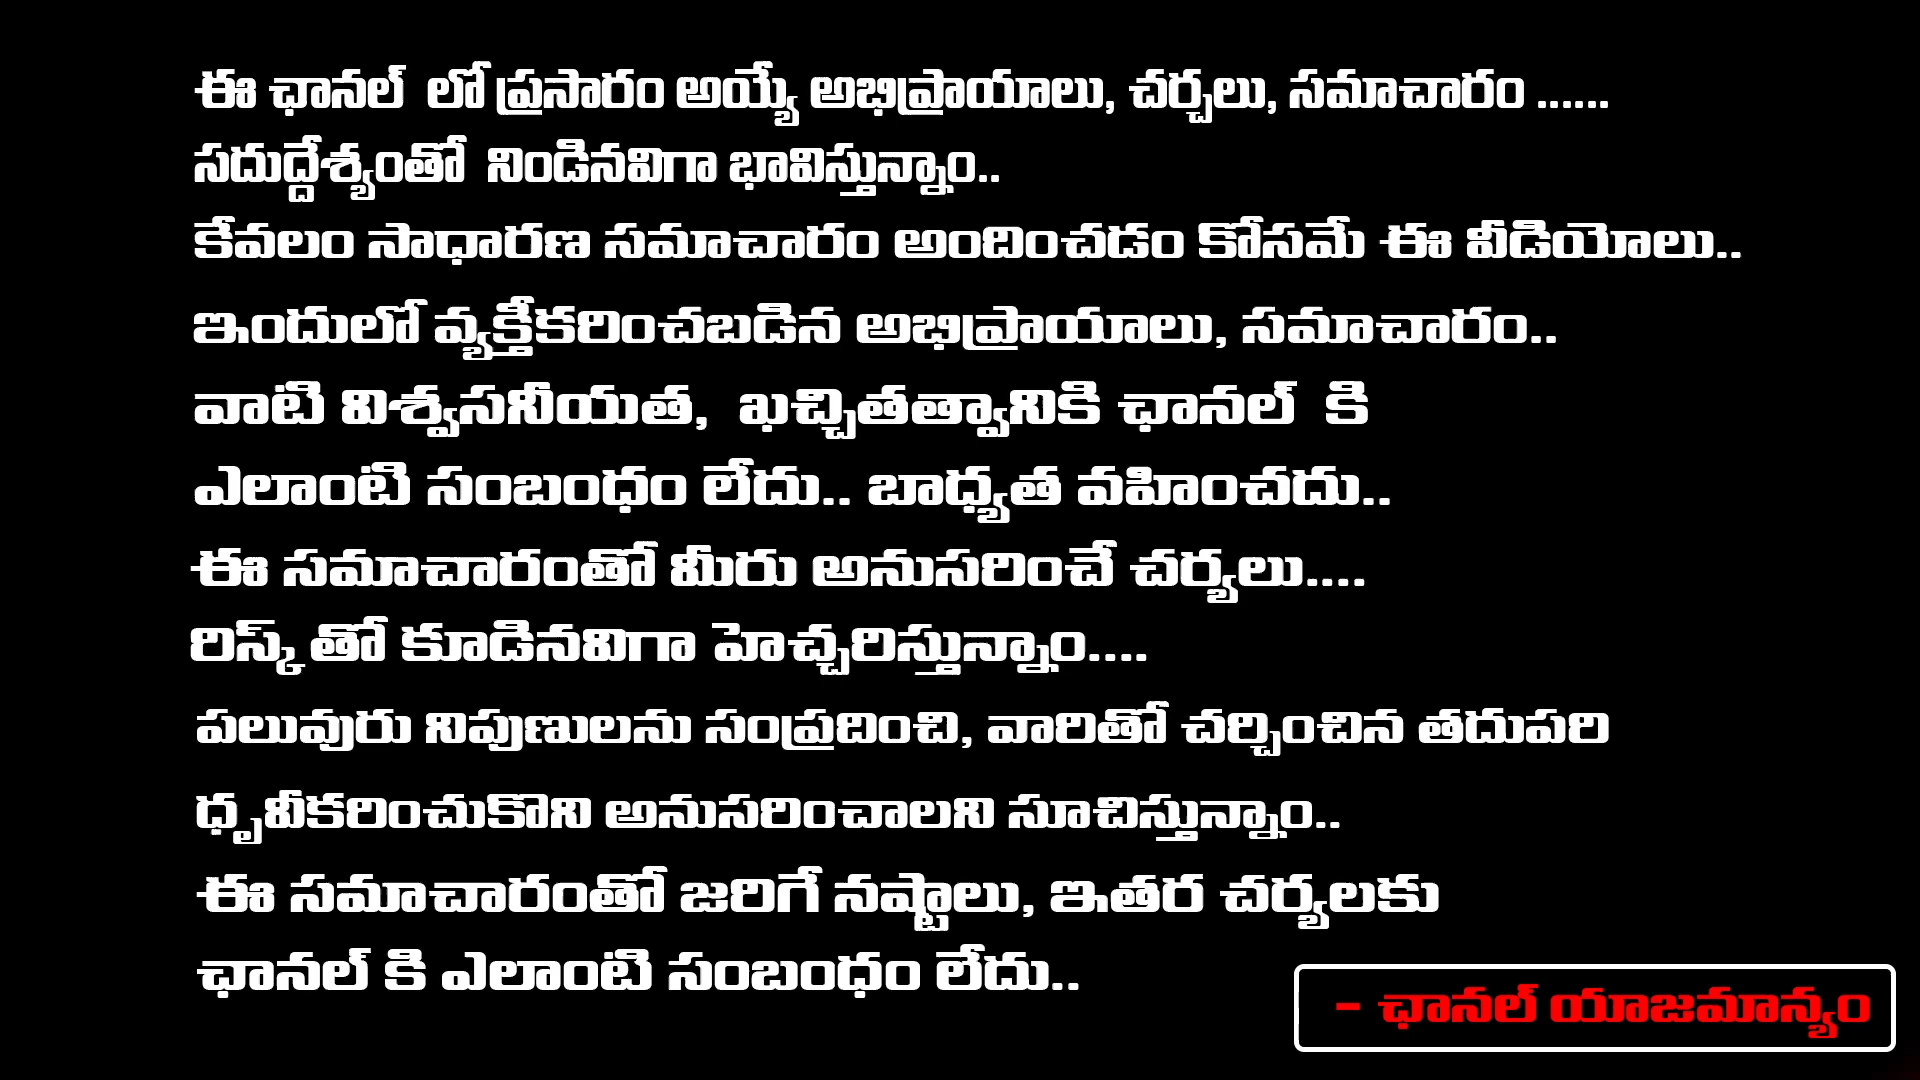 ఈ ఛానల్ లో ప్రసారం అయ్యే అభిప్రాయాలు, చర్చలు, సమాచారం ......
సదుద్దేశ్యంతో నిండినవిగా భావిస్తున్నాం..
కేవలం సాధారణ సమాచారం అందించడం కోసమే ఈ వీడియోలు..
ఇందులో వ్యక్తీకరించబడిన అభిప్రాయాలు, సమాచారం..
వాటి విశ్వసనీయత, ఖచ్చితత్వానికి ఛానల్ కి
ఎలాంటి సంబంధం లేదు.. బాధ్యత వహించదు..
ఈ సమాచారంతో మీరు అనుసరించే చర్యలు....
రిస్క్ తో కూడినవిగా హెచ్చరిస్తున్నాం....
పలువురు నిపుణులను సంప్రదించి, వారితో చర్చించిన తదుపరి
ధృవీకరించుకొని అనుసరించాలని సూచిస్తున్నాం..
ఈ సమాచారంతో జరిగే నష్టాలు, ఇతర చర్యలకు
ఛానల్ కి ఎలాంటి సంబంధం లేదు..
- ఛానల్ యాజమాన్యం